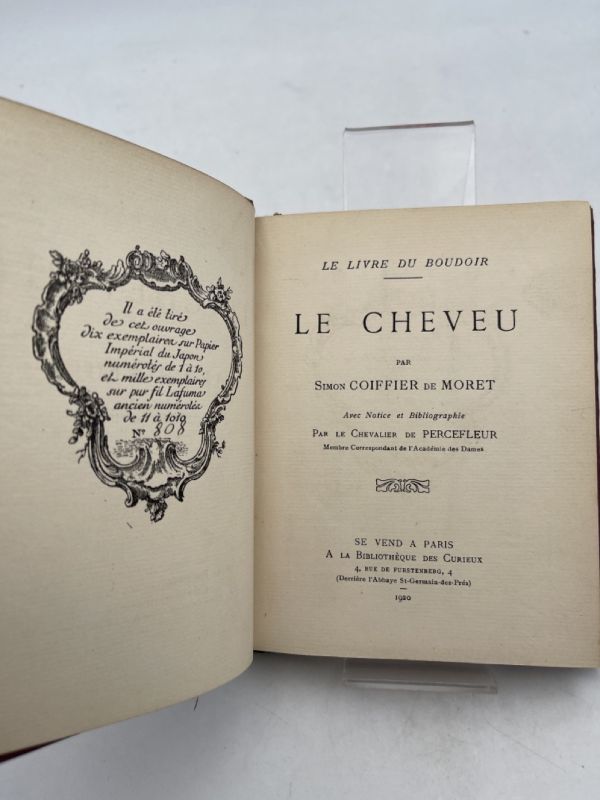 Il a été tiré
de cet ouvrage
dix exemplaires sur Papier
Impérial du Japon
numérotés de 1 à 10,
et mille exemplaires
sur pur fil Lafuma
ancien numérotés
de 11 à 1010
Nº 808
LE LIVRE DU BOUDOIR
LE CHEVEU
PAR
SIMON COIFFIER DE MORET
Avec Notice et Bibliographie
PAR LE CHEVALIER DE PERCEFLEUR
Membre Correspondant de l'Académie des Dames
SE VEND A PARIS
A LA BIBLIOTHÈQUE DES CURIEUX
4, RUE DE FURSTENBERG, 4
(Derrière l'Abbaye St-Germain-des-Prés)
1920